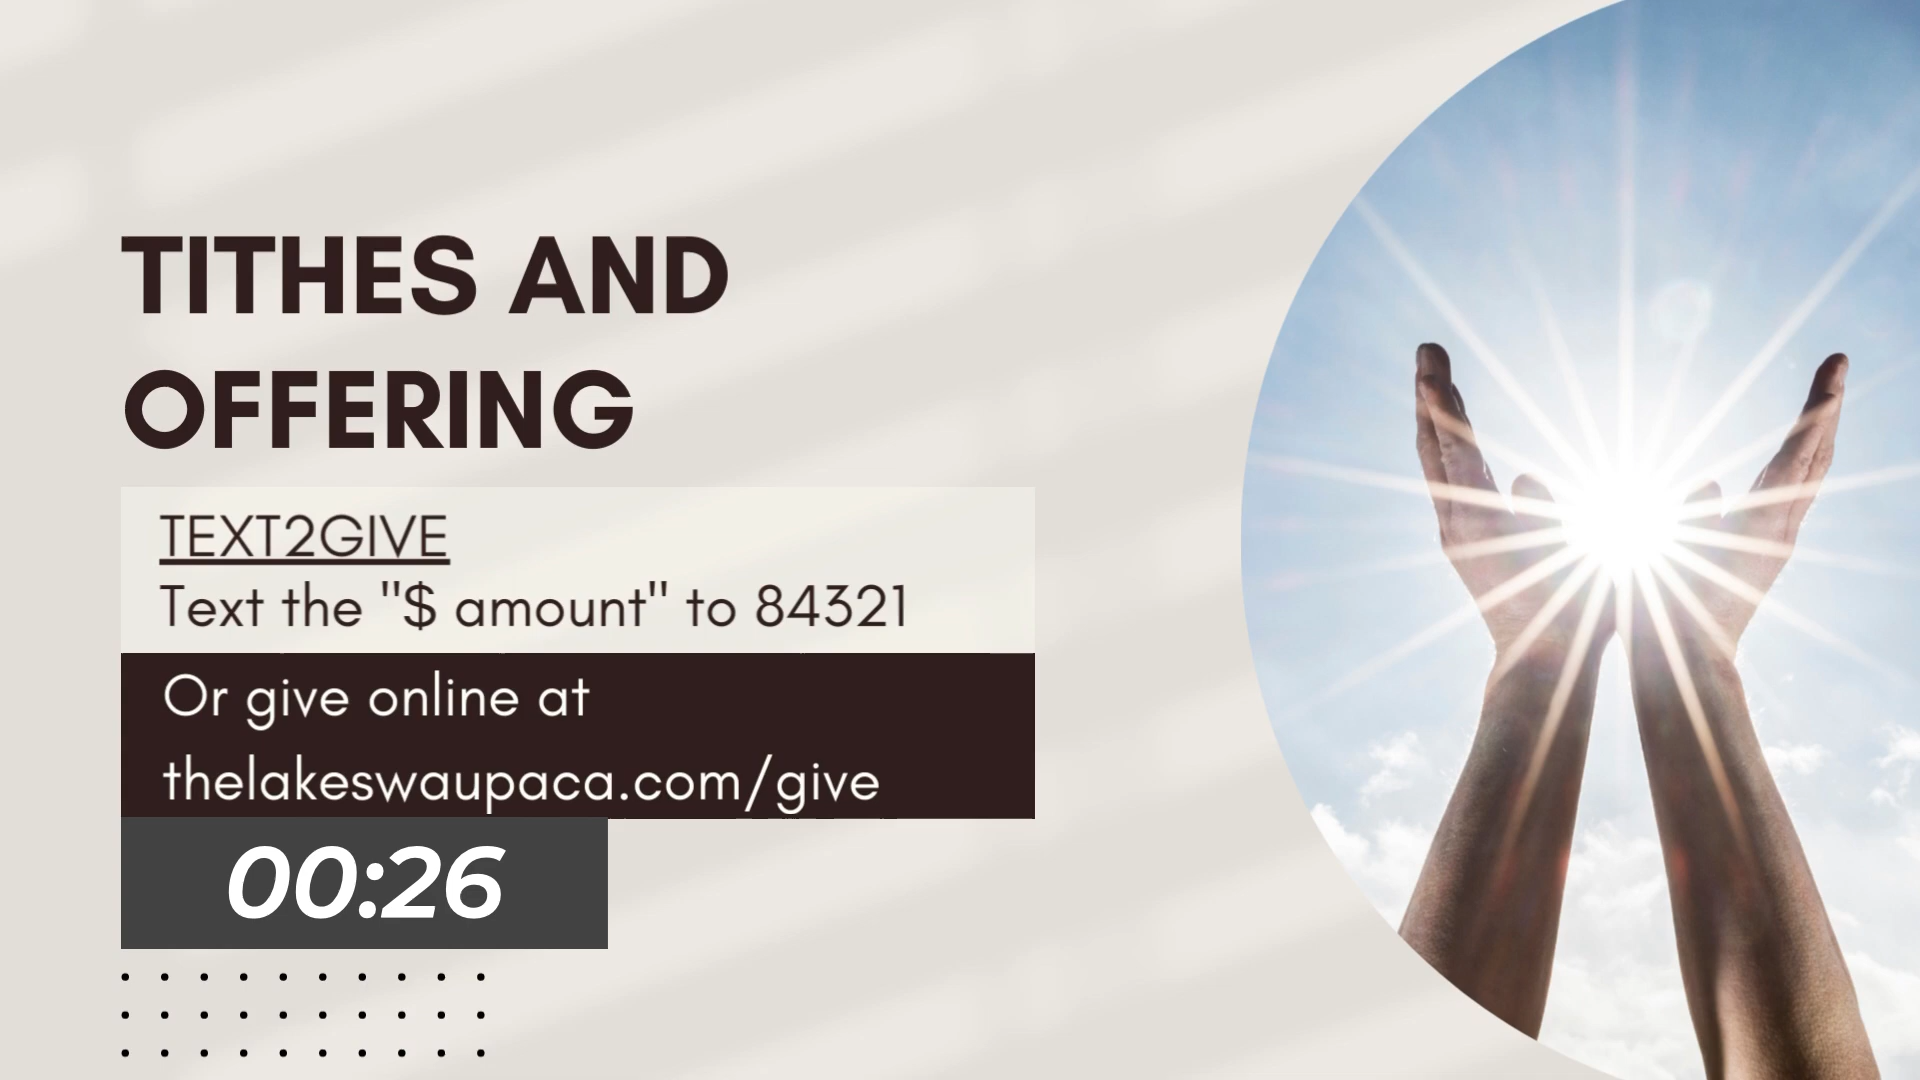 TITHES AND
OFFERING
TEXT2GIVE
Text the "$ amount" to 84321
Or give online at
thelakeswaupaca.com/give
00:26